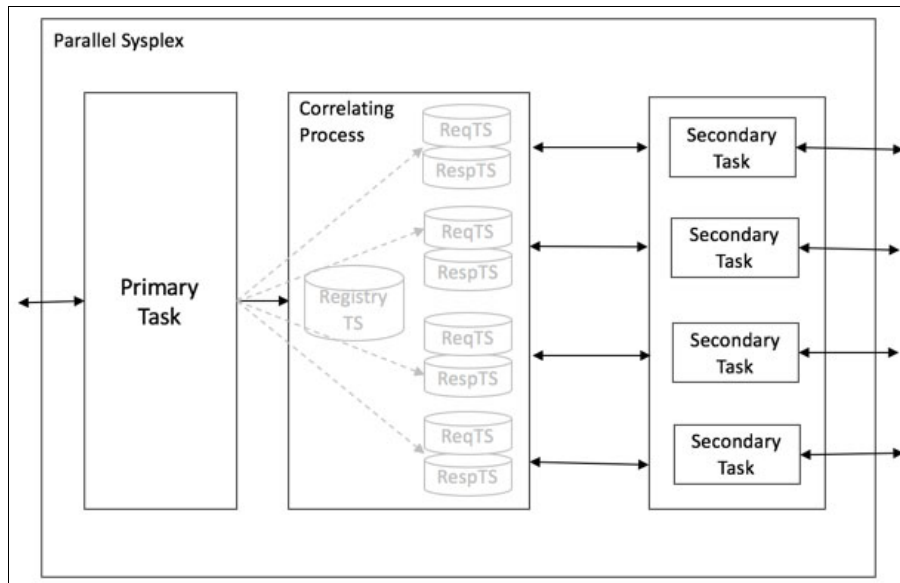 Parallel Sysplex
Primary
Task
Correlating
Process
ReqTS
RespTS
ReqTS
RespTS
Registry
TS
ReqTS
RespTS
ReqTS
RespTS
Secondary
Task
Secondary
Task
Secondary
Task
Secondary
Task